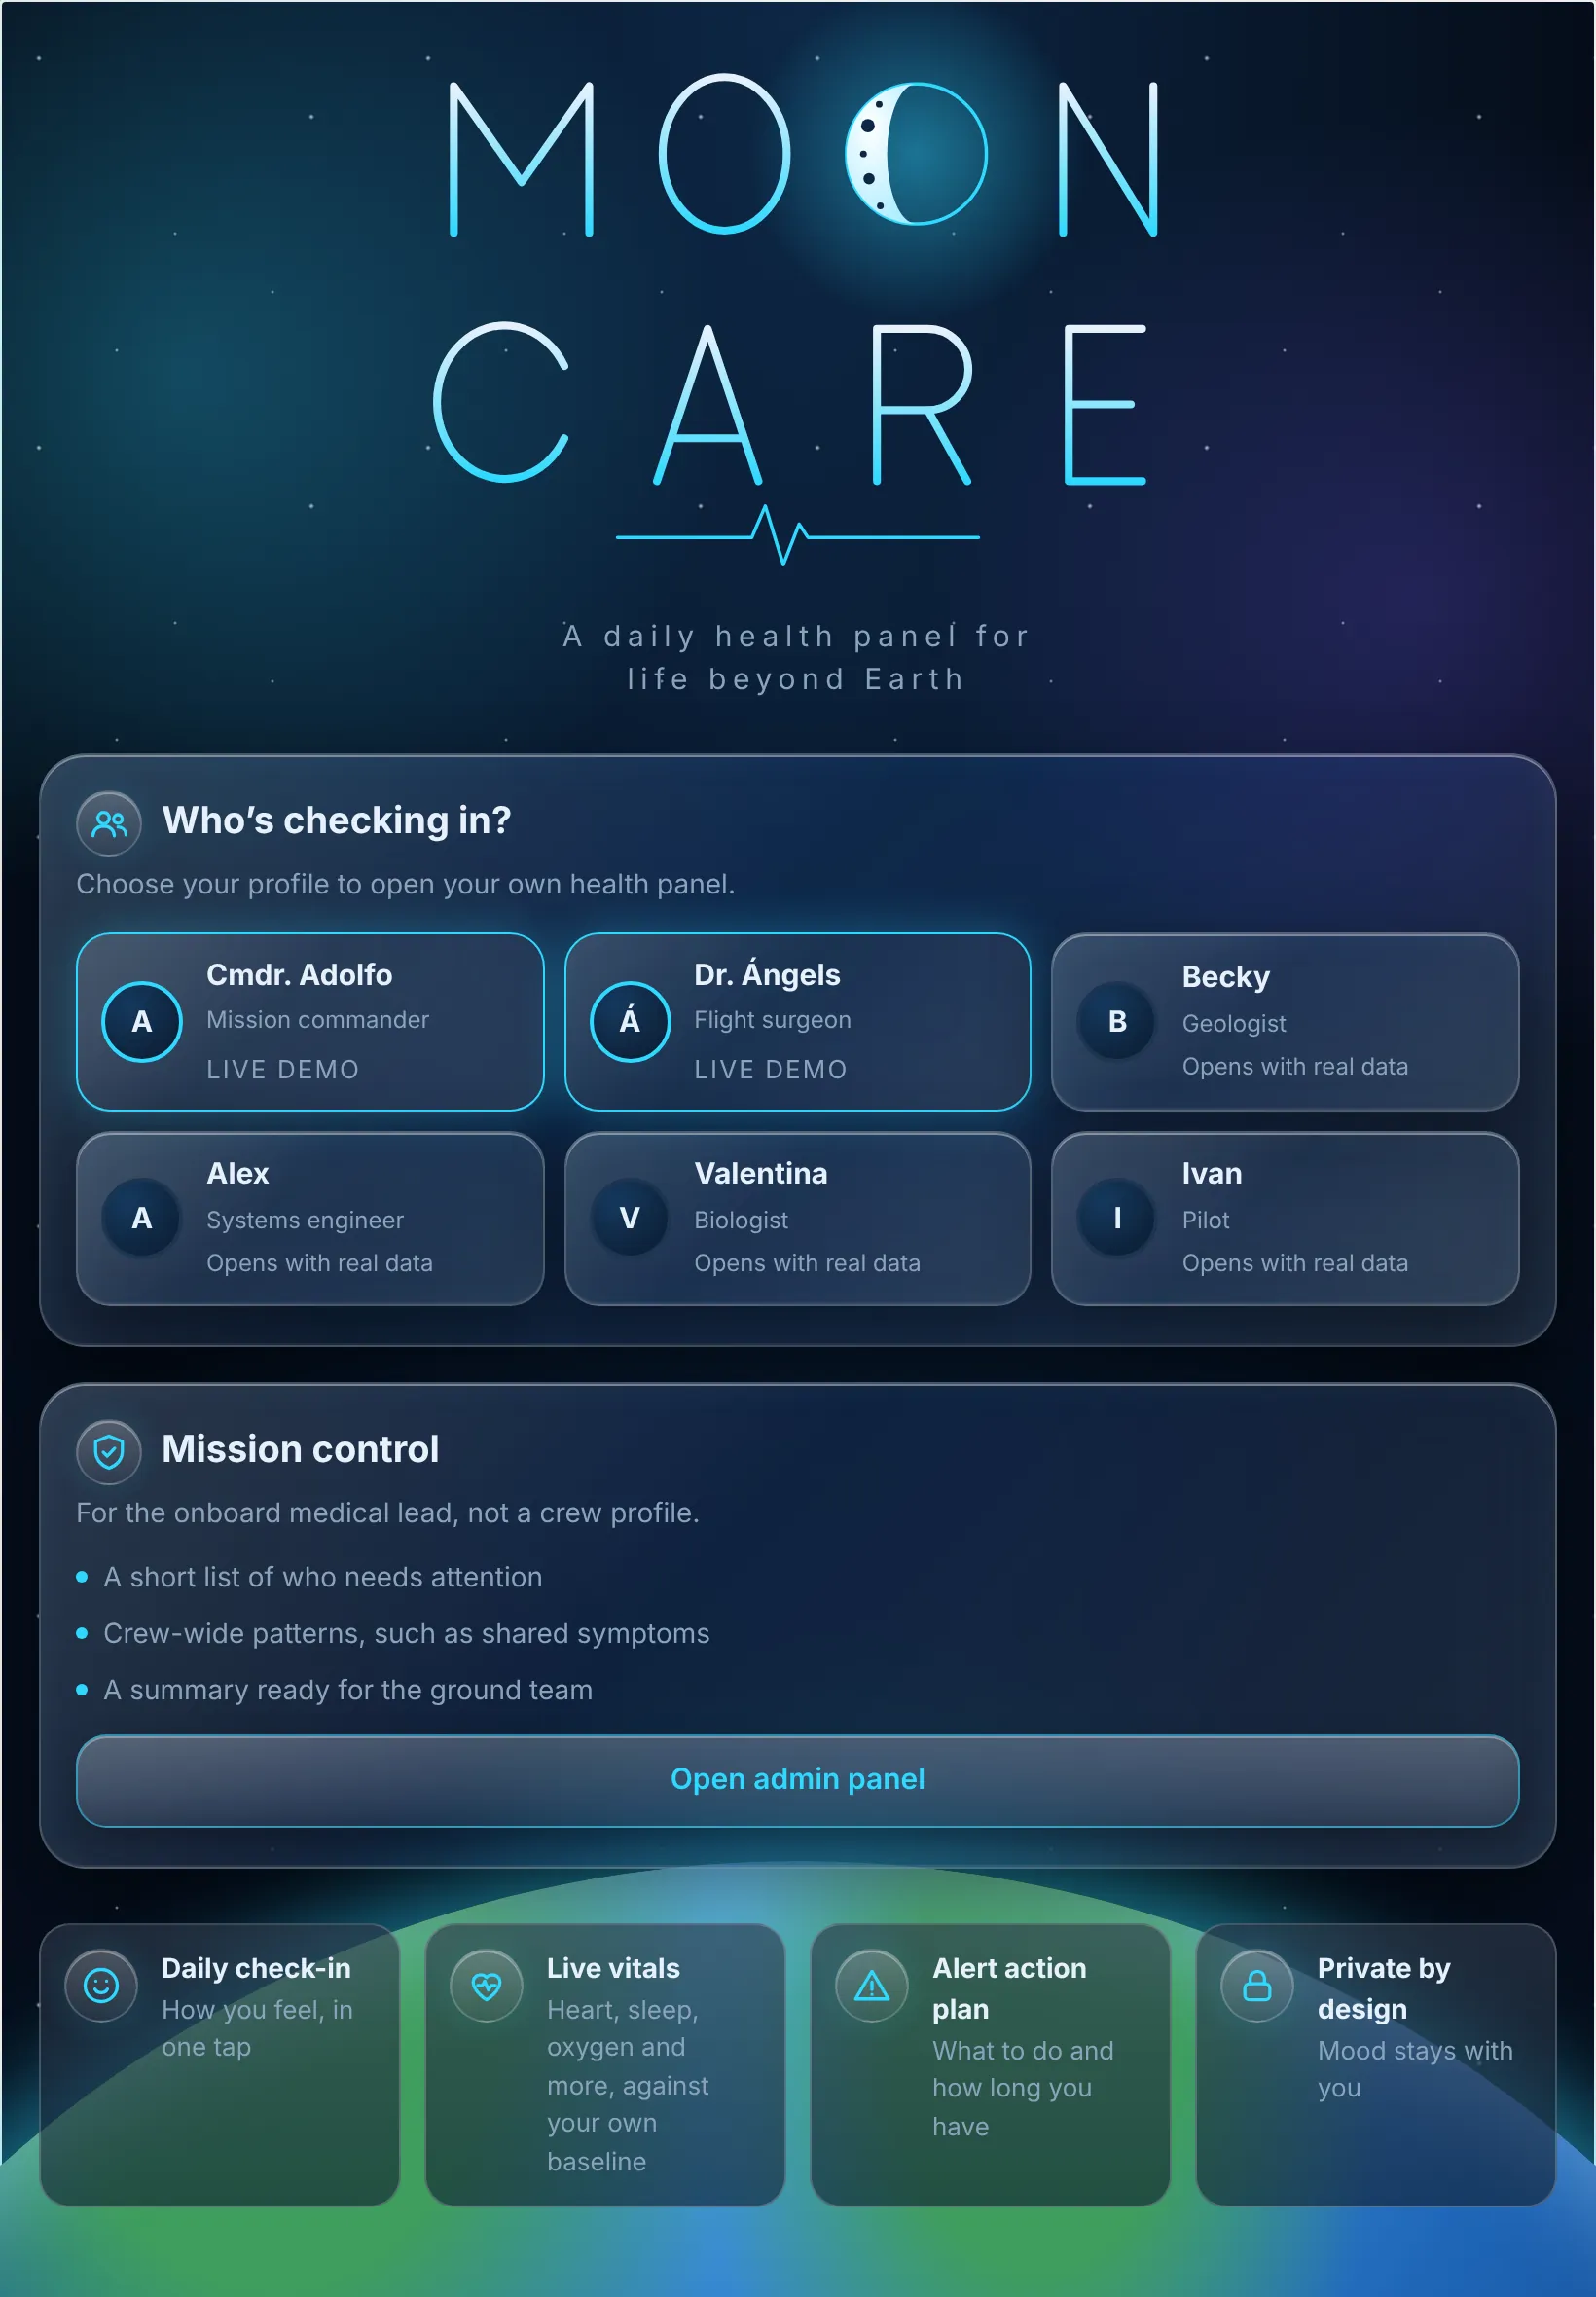 MOON
CARE
A daily health panel for
life beyond Earth
Who’s checking in?
Choose your profile to open your own health panel.
A
Cmdr. Adolfo
Mission commander
LIVE DEMO
Á
Dr. Ángels
Flight surgeon
LIVE DEMO
B
Becky
Geologist
Opens with real data
A
Alex
Systems engineer
Opens with real data
V
Valentina
Biologist
Opens with real data
I
Ivan
Pilot
Opens with real data
Mission control
For the onboard medical lead, not a crew profile.
A short list of who needs attention
Crew-wide patterns, such as shared symptoms
A summary ready for the ground team
Open admin panel
Daily check-in
How you feel, in
one tap
Live vitals
Heart, sleep,
oxygen and
more, against
your own
baseline
Alert action
plan
What to do and
how long you
have
Private by
design
Mood stays with
you